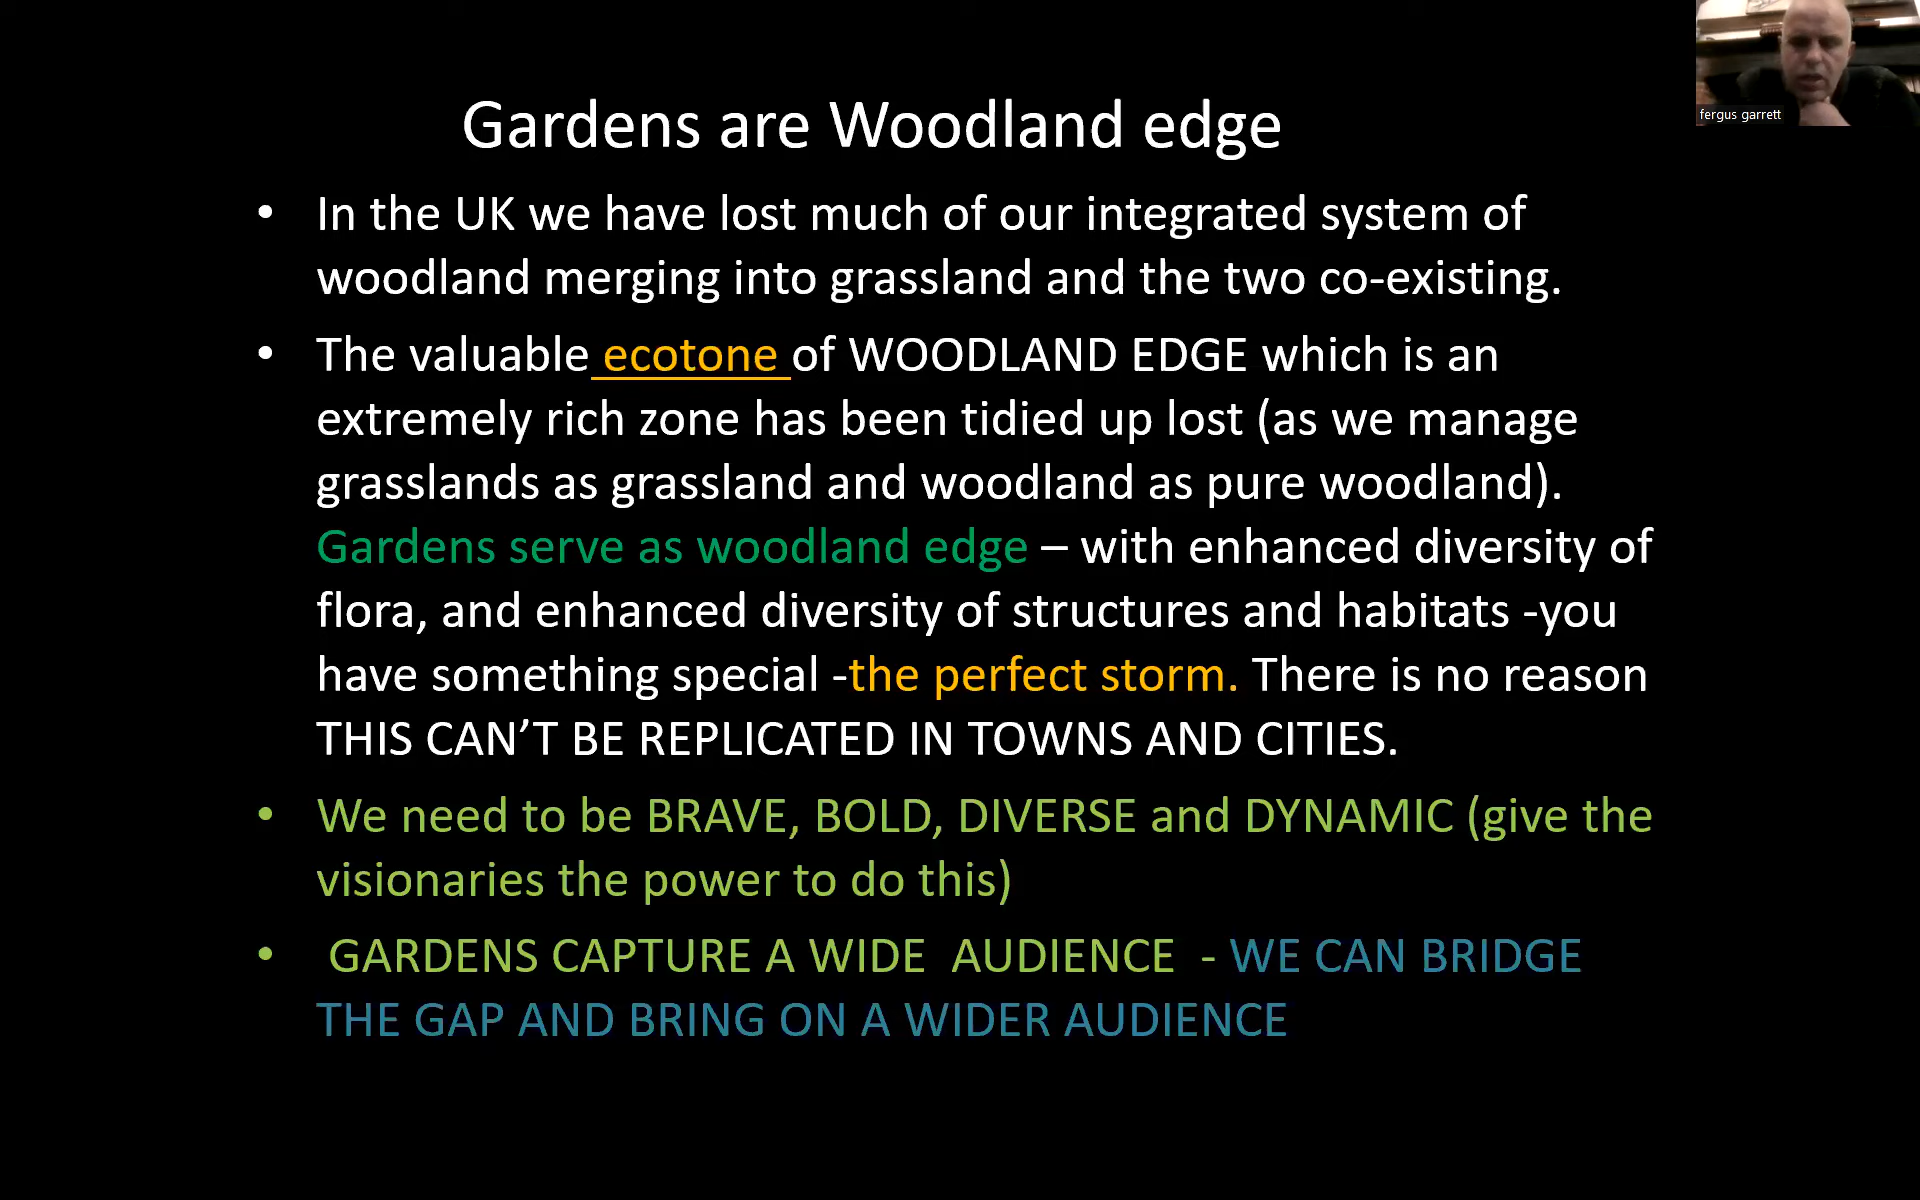 Gardens are Woodland edge
fergus garrett
• In the UK we have lost much of our integrated system of
woodland merging into grassland and the two co-existing.
• The valuable ecotone of WOODLAND EDGE which is an
extremely rich zone has been tidied up lost (as we manage
grasslands as grassland and woodland as pure woodland).
Gardens serve as woodland edge – with enhanced diversity of
flora, and enhanced diversity of structures and habitats -you
have something special -the perfect storm. There is no reason
THIS CAN’T BE REPLICATED IN TOWNS AND CITIES.
• We need to be BRAVE, BOLD, DIVERSE and DYNAMIC (give the
visionaries the power to do this)
• GARDENS CAPTURE A WIDE AUDIENCE - WE CAN BRIDGE
THE GAP AND BRING ON A WIDER AUDIENCE